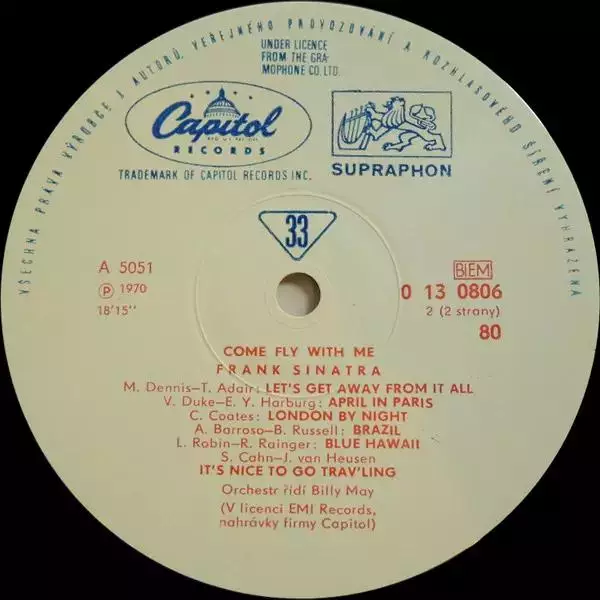 VŠECHNA PRÁVA VÝROBCE I AUTORŮ, VEŘEJNÉHO PROVOZOVÁNÍ A ROZHLASOVÉHO ŠÍŘENÍ VYHRAZENA
UNDER LICENCE
FROM THE GRA-
MOPHONE CO. LTD.
Capitol
RECORDS
TRADEMARK OF CAPITOL RECORDS INC.
SUPRAPHON
33
A 5051
Ⓟ 1970
18'15"
BIEM
0 13 0806
2 (2 strany)
80
COME FLY WITH ME
FRANK SINATRA
M. Dennis–T. Adair: LET'S GET AWAY FROM IT ALL
V. Duke–E. Y. Harburg: APRIL IN PARIS
C. Coates: LONDON BY NIGHT
A. Barroso–B. Russell: BRAZIL
L. Robin–R. Rainger: BLUE HAWAII
S. Cahn–J. van Heusen
IT'S NICE TO GO TRAV'LING
Orchestr řídí Billy May
(V licenci EMI Records,
nahrávky firmy Capitol)